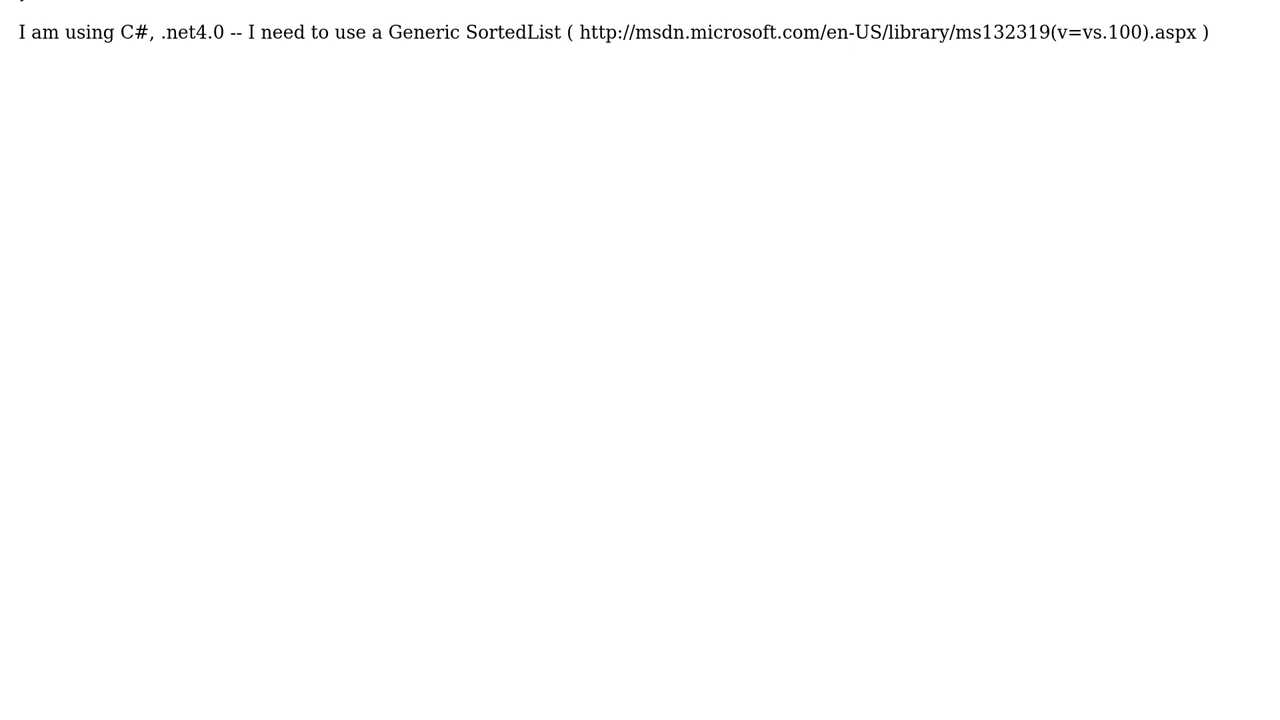 I am using C#, .net4.0 -- I need to use a Generic SortedList ( http://msdn.microsoft.com/en-US/library/ms132319(v=vs.100).aspx )